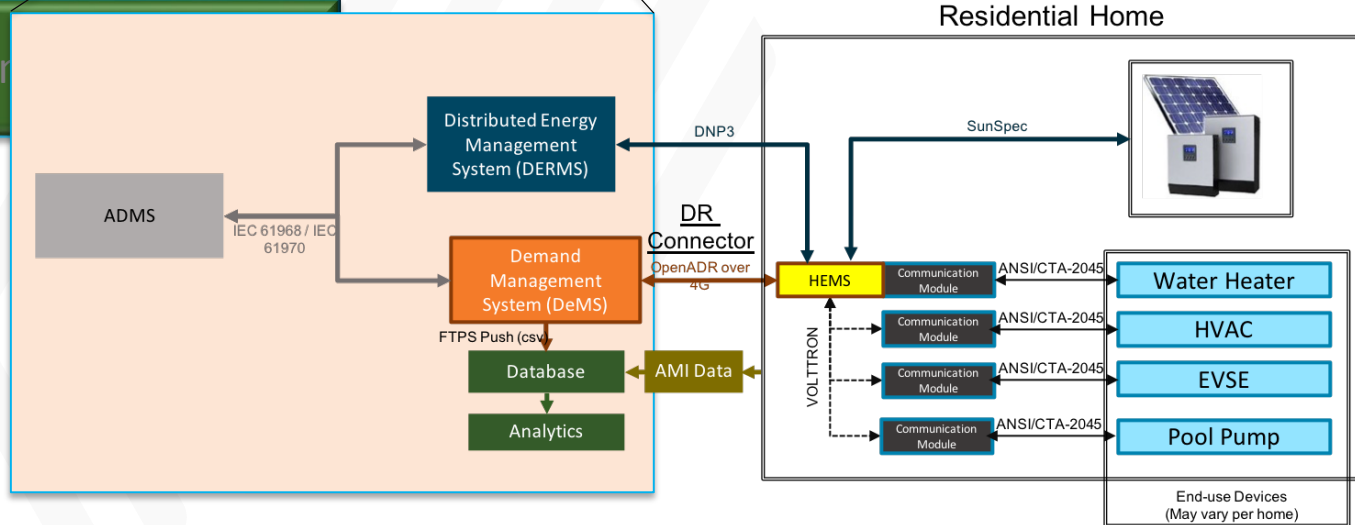 Residential Home
Distributed Energy
Management
System (DERMS)
DNP3
SunSpec
ADMS
IEC 61968 / IEC
61970
DR
Connector
Demand
Management
System (DeMS)
OpenADR over
4G
HEMS
Communication
Module
ANSI/CTA-2045
Water Heater
Communication
Module
ANSI/CTA-2045
HVAC
FTPS Push (csv)
Database
AMI Data
VOLTTRON
Communication
Module
ANSI/CTA-2045
EVSE
Analytics
Communication
Module
ANSI/CTA-2045
Pool Pump
End-use Devices
(May vary per home)